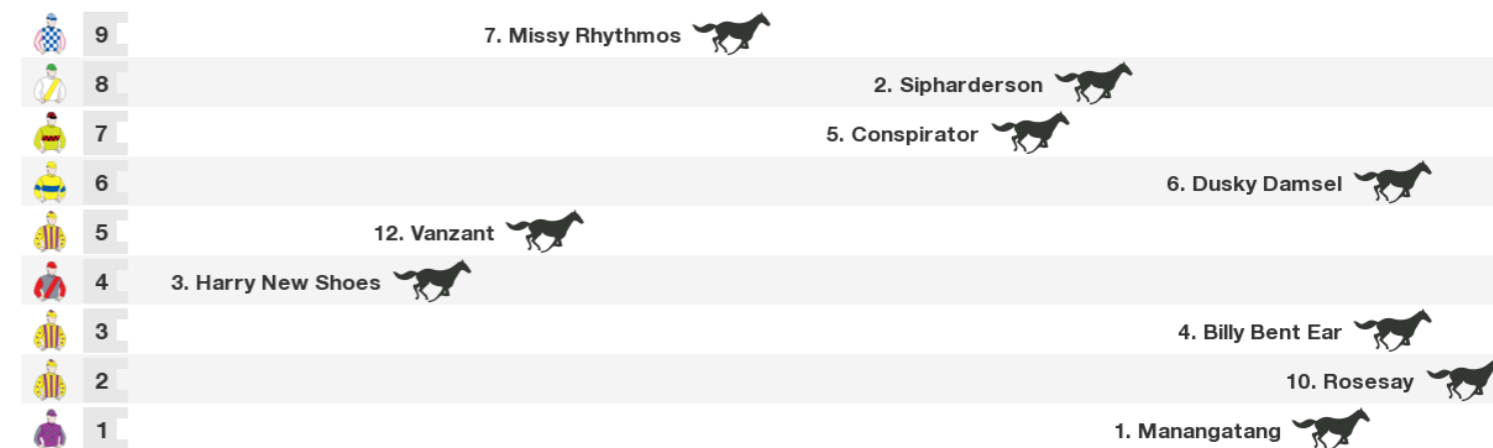 9 7. Missy Rhythmos
8 2. Sipharderson
7 5. Conspirator
6 6. Dusky Damsel
5 12. Vanzant
4 3. Harry New Shoes
3 4. Billy Bent Ear
2 10. Rosesay
1 1. Manangatang